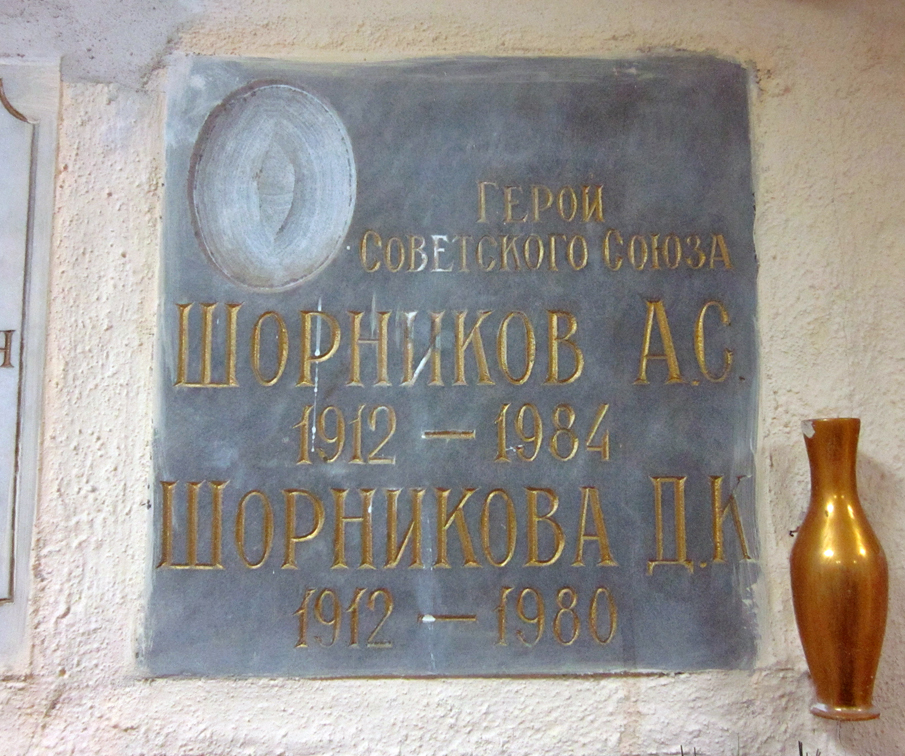 Герой
Советского Союза
Шорников А.С.
1912 — 1984
Шорникова Д.К
1912 — 1980